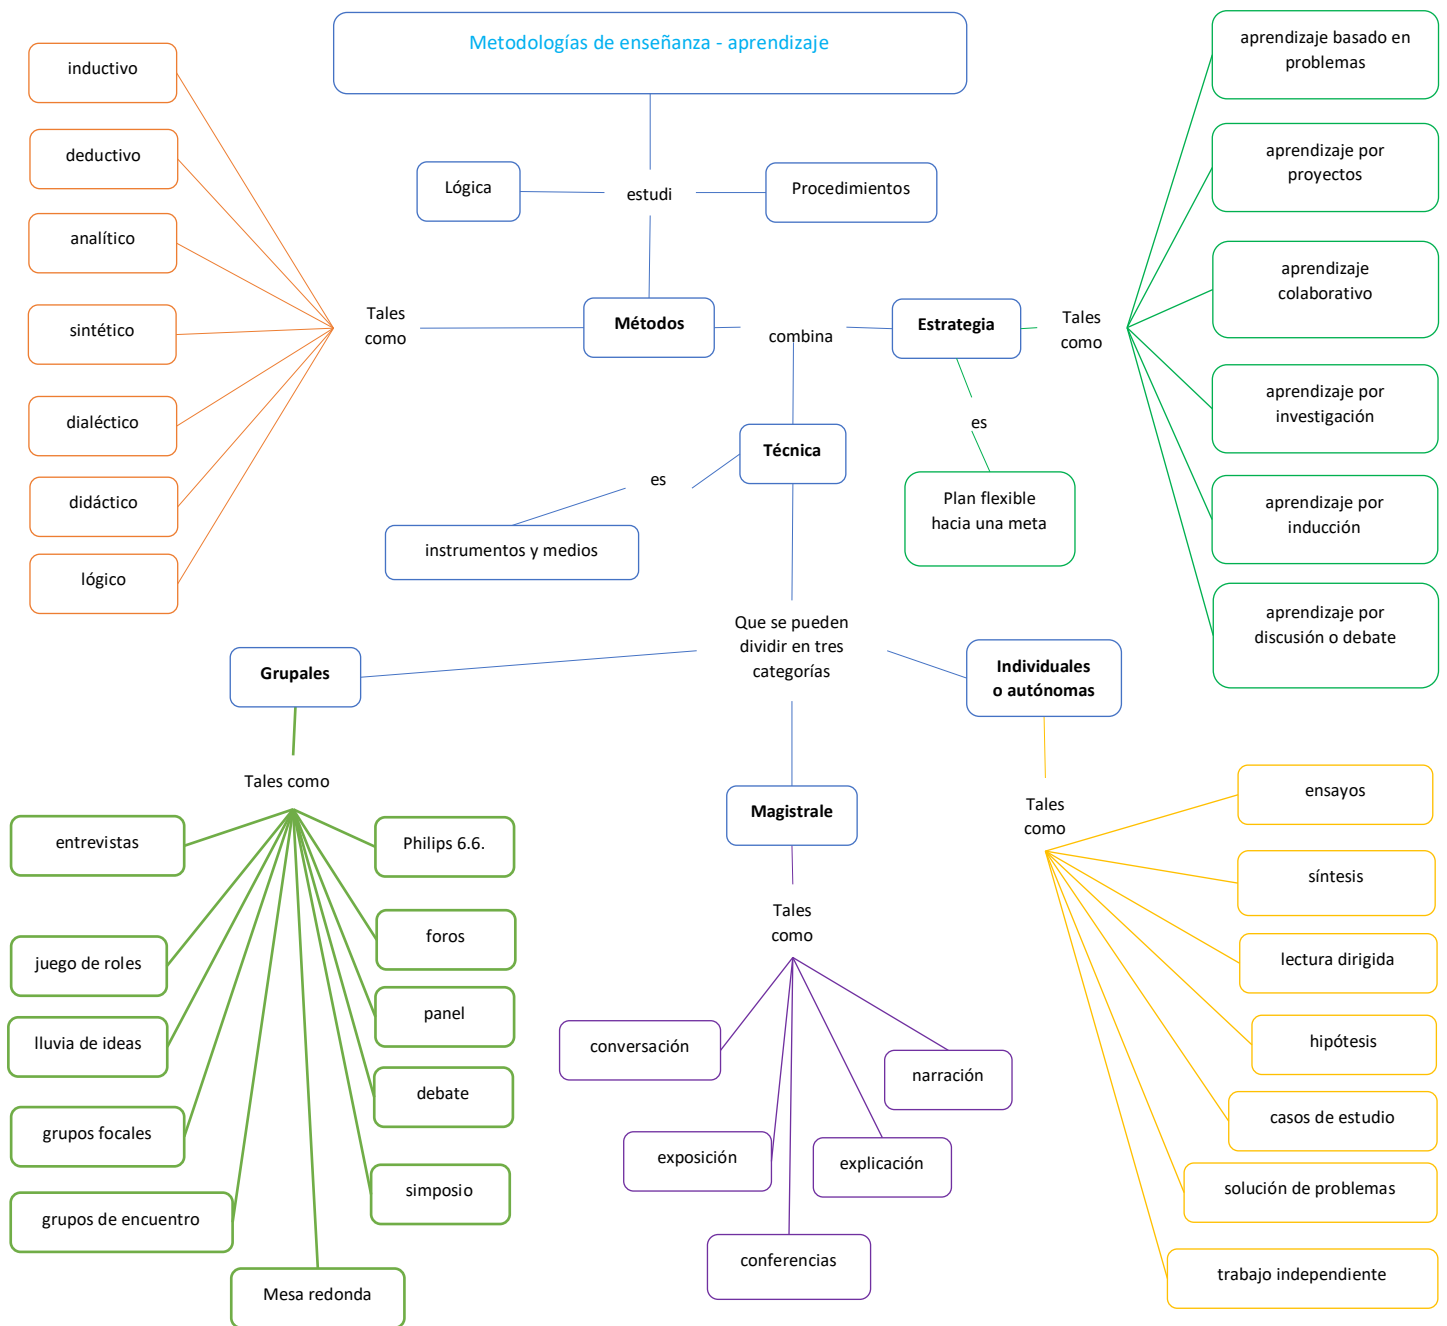 Metodologías de enseñanza - aprendizaje
Lógica
estudi
Procedimientos
Métodos
combina
Estrategia
Tales
como
inductivo
deductivo
analítico
sintético
dialéctico
didáctico
lógico
Tales
como
aprendizaje basado en
problemas
aprendizaje por
proyectos
aprendizaje
colaborativo
aprendizaje por
investigación
aprendizaje por
inducción
aprendizaje por
discusión o debate
es
Plan flexible
hacia una meta
Técnica
es
instrumentos y medios
Que se pueden
dividir en tres
categorías
Grupales
Tales como
entrevistas
juego de roles
lluvia de ideas
grupos focales
grupos de encuentro
Mesa redonda
Philips 6.6.
foros
panel
debate
simposio
Magistrale
Tales
como
conversación
exposición
conferencias
explicación
narración
Individuales
o autónomas
Tales
como
ensayos
síntesis
lectura dirigida
hipótesis
casos de estudio
solución de problemas
trabajo independiente